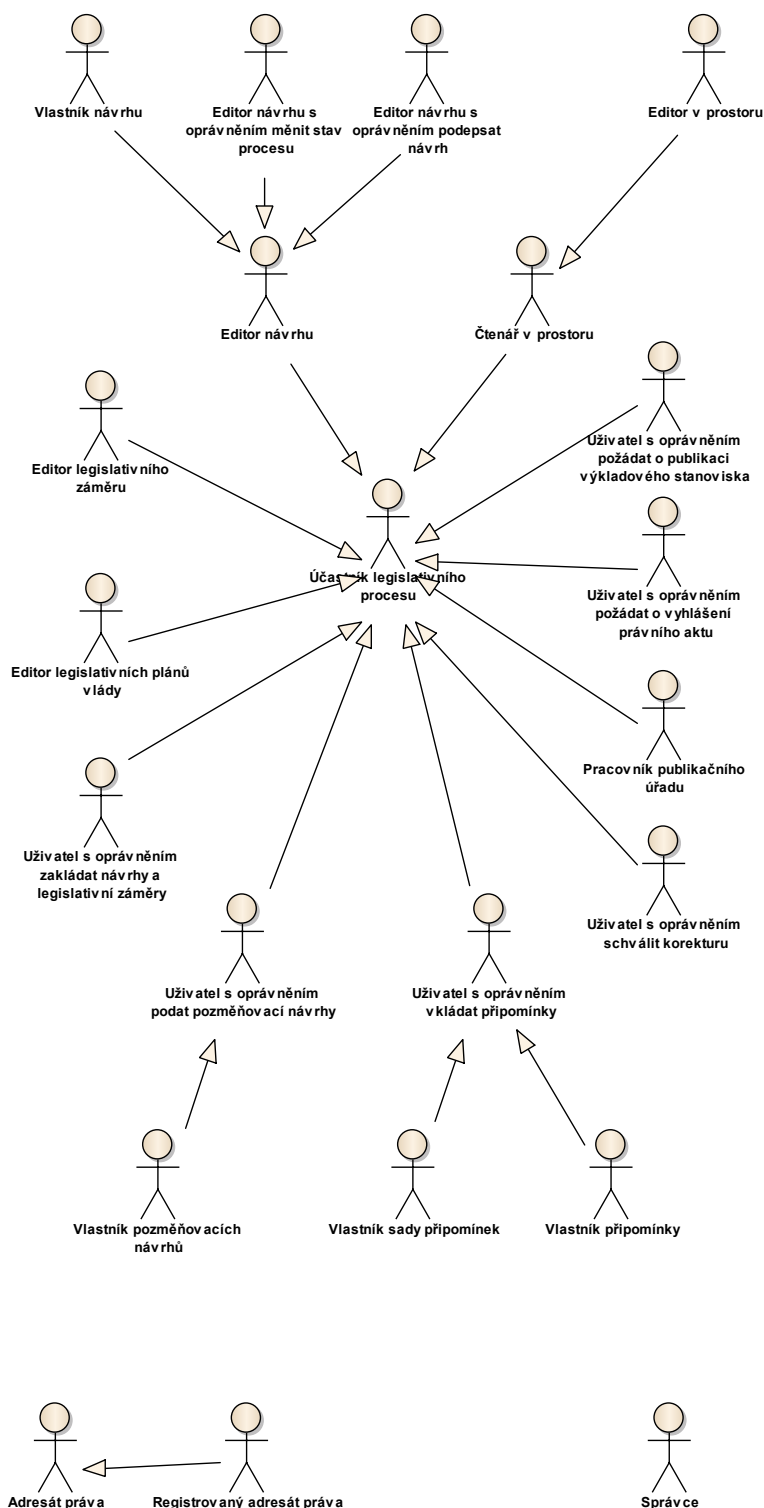 Vlastník návrhu
Editor návrhu s
oprávněním měnit stav
procesu
Editor návrhu s
oprávněním podepsat
návrh
Editor v prostoru
Editor návrhu
Čtenář v prostoru
Editor legislativního
záměru
Uživatel s oprávněním
požádat o publikaci
výkladového stanoviska
Účastník legislativního
procesu
Uživatel s oprávněním
požádat o vyhlášení
právního aktu
Editor legislativních plánů
vlády
Pracovník publikačního
úřadu
Uživatel s oprávněním
zakládat návrhy a
legislativní záměry
Uživatel s oprávněním
schválit korekturu
Uživatel s oprávněním
podat pozměňovací návrhy
Uživatel s oprávněním
vkládat připomínky
Vlastník pozměňovacích
návrhů
Vlastník sady připomínek
Vlastník připomínky
Adresát práva
Registrovaný adresát práva
Správce